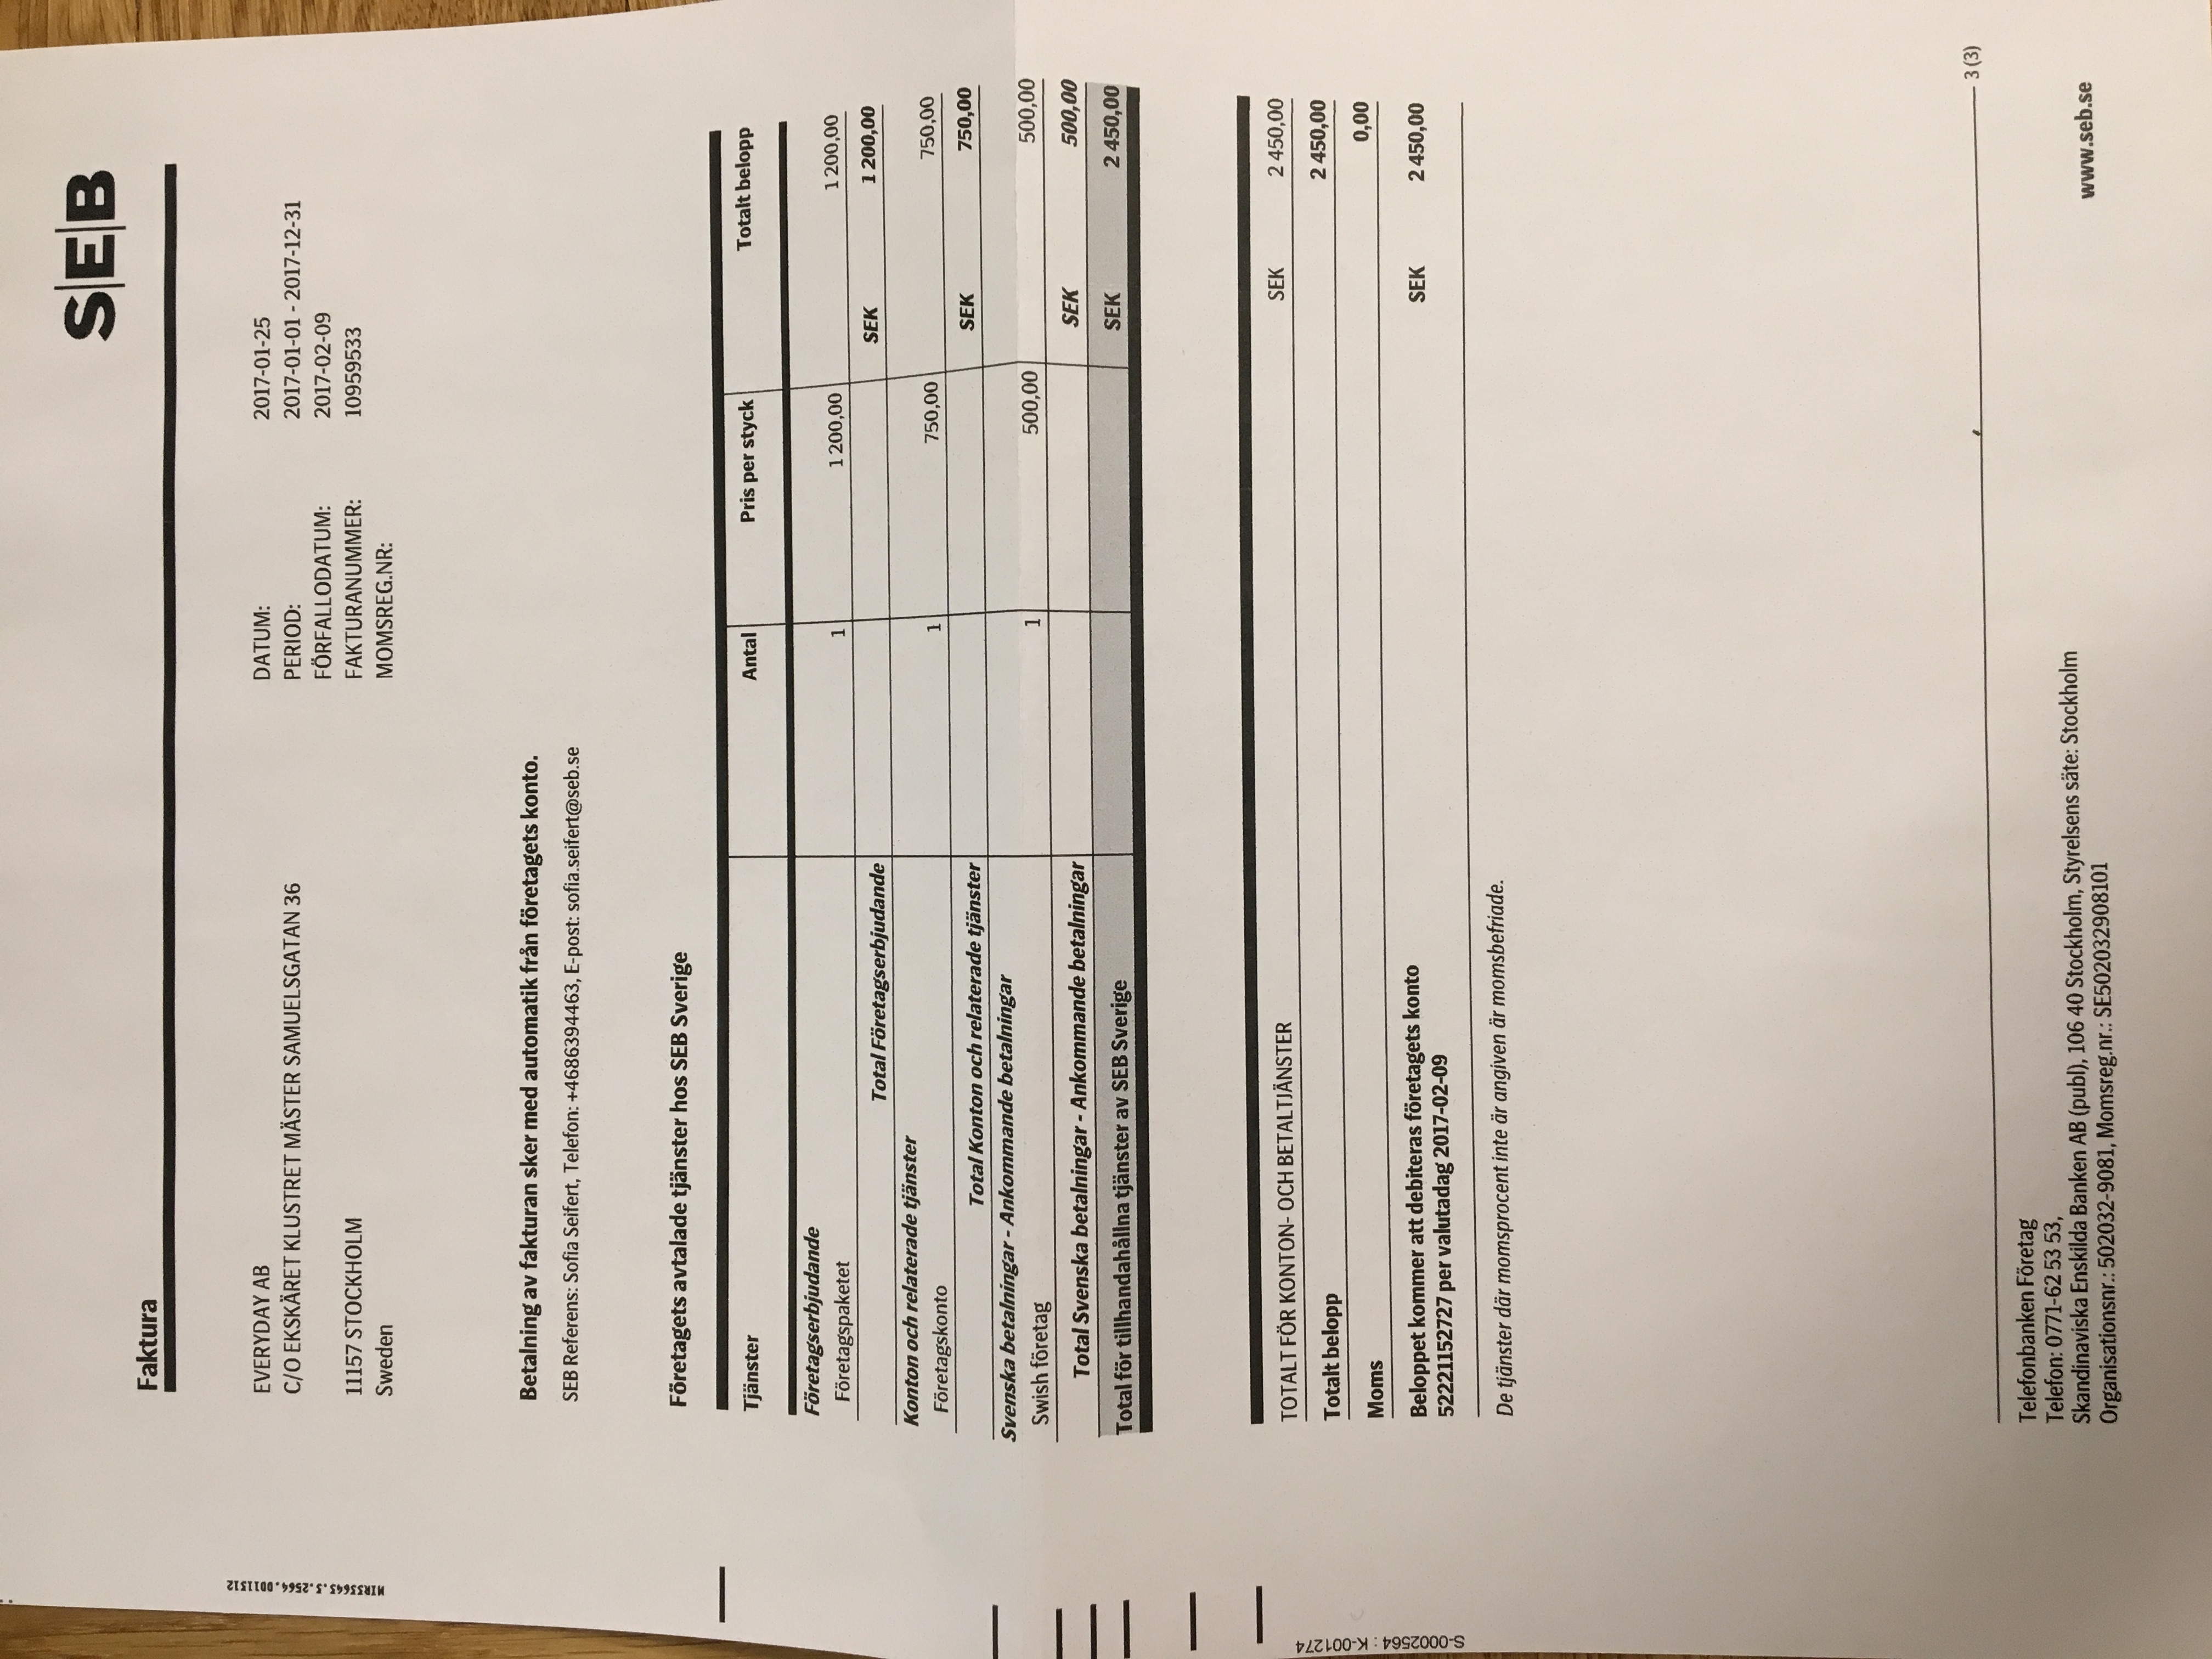 SEB
Faktura
MIR33643.3.2564.0011312
EVERYDAY AB
C/O EKSKÄRET KLUSTRET MÄSTER SAMUELSGATAN 36
11157 STOCKHOLM
Sweden
DATUM: 2017-01-25
PERIOD: 2017-01-01 - 2017-12-31
FÖRFALLODATUM: 2017-02-09
FAKTURANUMMER: 10959533
MOMSREG.NR:
Betalning av fakturan sker med automatik från företagets konto.
SEB Referens: Sofia Seifert, Telefon: +4686394463, E-post: sofia.seifert@seb.se
Företagets avtalade tjänster hos SEB Sverige
Tjänster Antal Pris per styck Totalt belopp
Företagserbjudande
Företagspaketet 1 1 200,00 1 200,00
Total Företagserbjudande SEK 1 200,00
Konton och relaterade tjänster
Företagskonto 1 750,00 750,00
Total Konton och relaterade tjänster SEK 750,00
Svenska betalningar - Ankommande betalningar
Swish företag 1 500,00 500,00
Total Svenska betalningar - Ankommande betalningar SEK 500,00
Total för tillhandahållna tjänster av SEB Sverige SEK 2 450,00
TOTALT FÖR KONTON- OCH BETALTJÄNSTER SEK 2 450,00
Totalt belopp 2 450,00
Moms 0,00
Beloppet kommer att debiteras företagets konto SEK 2 450,00
52221152727 per valutadag 2017-02-09
De tjänster där momsprocent inte är angiven är momsbefriade.
S-0002564 : K-001274
3 (3)
Telefonbanken Företag
Telefon: 0771-62 53 53,
Skandinaviska Enskilda Banken AB (publ), 106 40 Stockholm, Styrelsens säte: Stockholm
Organisationsnr.: 502032-9081, Momsreg.nr.: SE502032908101
www.seb.se